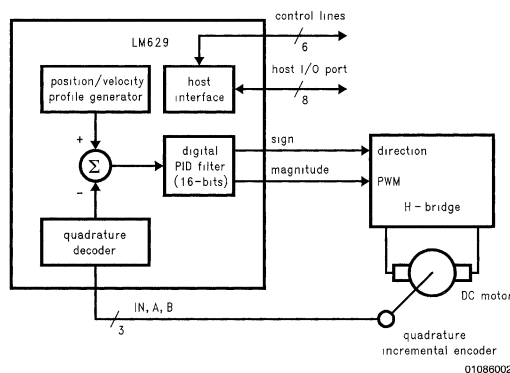 control lines
6
LM629
host I/O port
8
position/velocity
profile generator
host
interface
+
Σ
-
digital
PID filter
(16-bits)
sign
magnitude
direction
PWM
H-bridge
quadrature
decoder
DC motor
IN, A, B
3
quadrature
incremental encoder
01086002